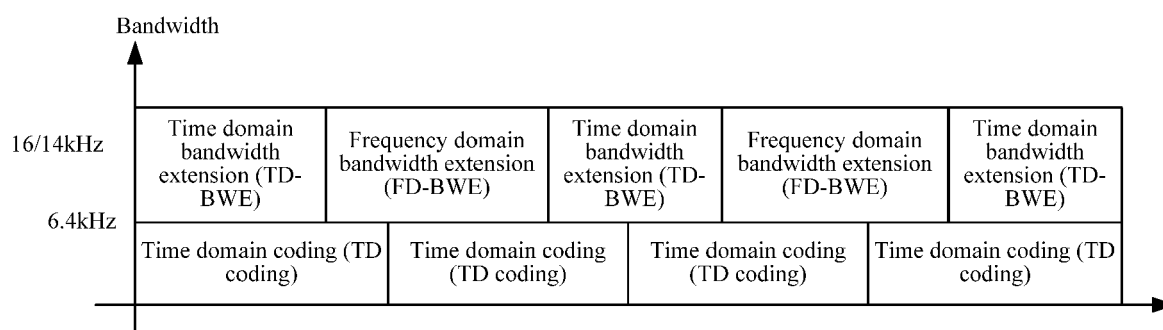 Bandwidth
16/14kHz
Time domain
bandwidth
extension (TD-
BWE)
Frequency domain
bandwidth extension
(FD-BWE)
Time domain
bandwidth
extension (TD-
BWE)
Frequency domain
bandwidth extension
(FD-BWE)
Time domain
bandwidth
extension (TD-
BWE)
6.4kHz
Time domain coding (TD
coding)
Time domain coding
(TD coding)
Time domain coding
(TD coding)
Time domain coding (TD
coding)